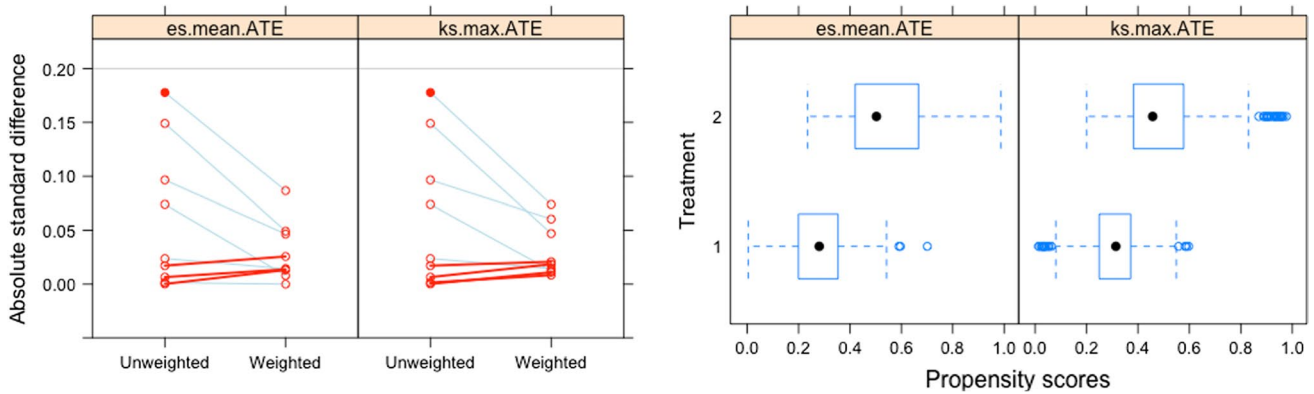 es.mean.ATE
ks.max.ATE
Absolute standard difference
0.20
0.15
0.10
0.05
0.00
Unweighted
Weighted
Unweighted
Weighted
es.mean.ATE
ks.max.ATE
Treatment
2
1
0.0 0.2 0.4 0.6 0.8 1.0
0.0 0.2 0.4 0.6 0.8 1.0
Propensity scores